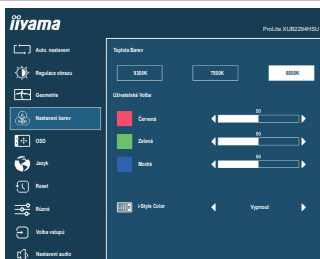 iiyama
ProLite XUB2294HSU
Auto. nastavení
Regulace obrazu
Geometrie
Nastavení barev
OSD
Jazyk
Reset
Různé
Volba vstupů
Nastavení audio
Teplota Barev
9300K 7500K 6500K
Uživatelská Volba
Červená 50
Zelená 50
Modrá 50
i-Style Color Vypnout